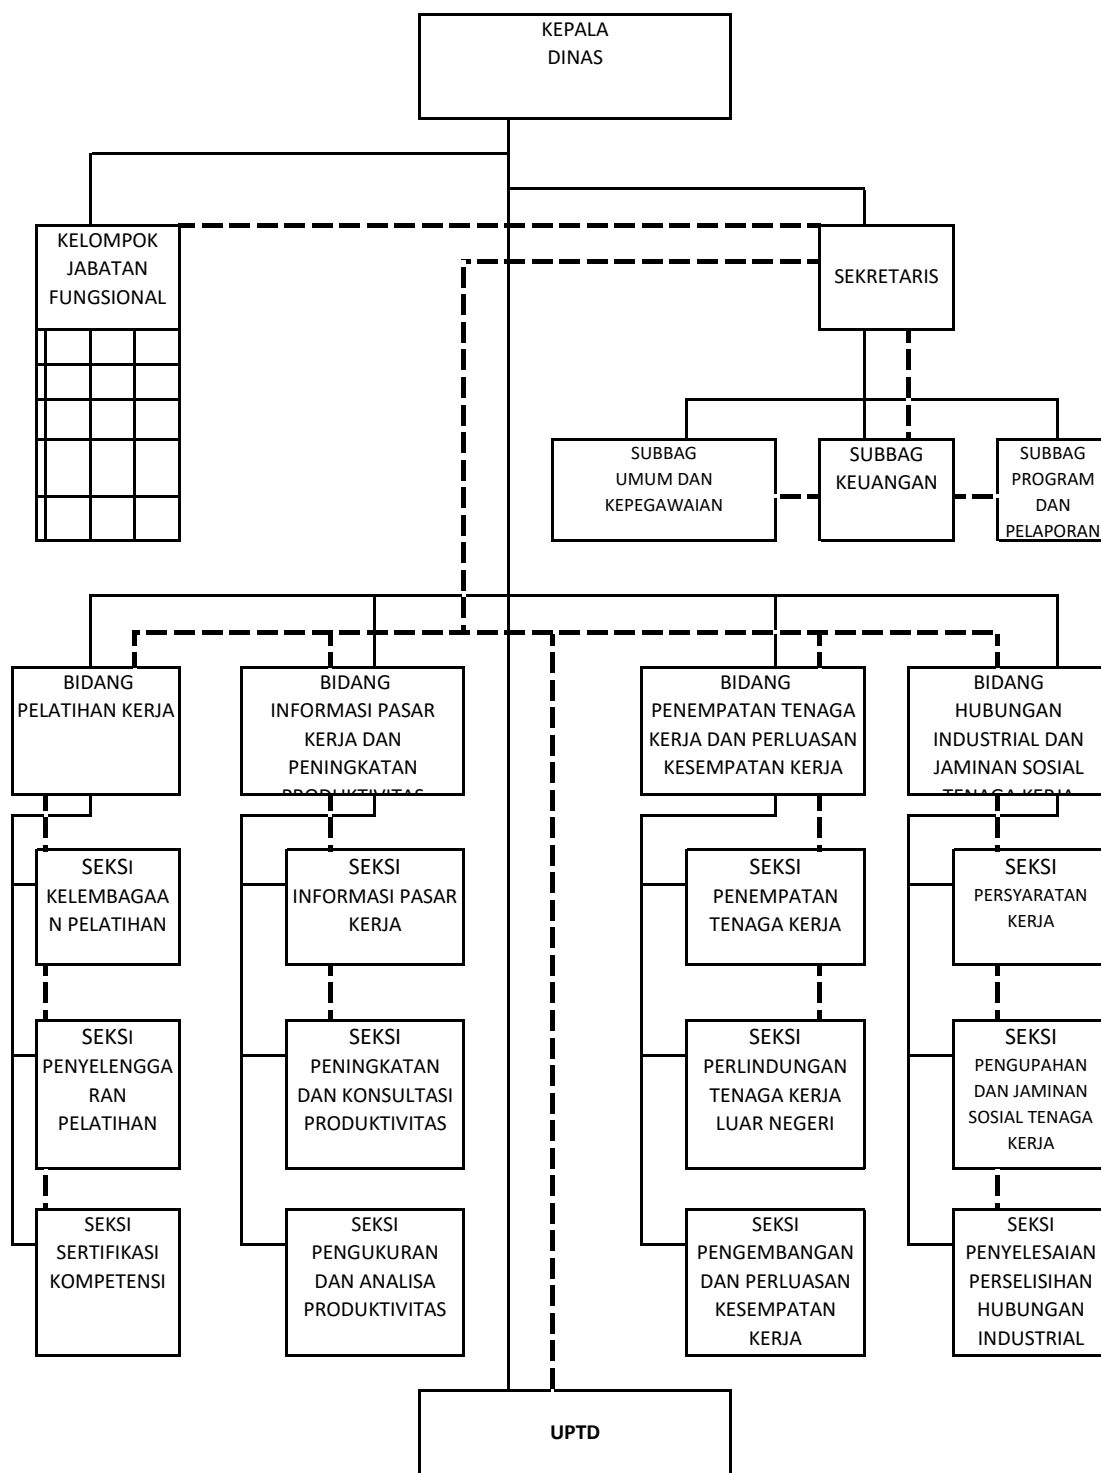 KEPALA
DINAS
KELOMPOK
JABATAN
FUNGSIONAL
SEKRETARIS
SUBBAG
UMUM DAN
KEPEGAWAIAN
SUBBAG
KEUANGAN
SUBBAG
PROGRAM
DAN
PELAPORAN
BIDANG
PELATIHAN KERJA
BIDANG
INFORMASI PASAR
KERJA DAN
PENINGKATAN
PRODUKTIVITAS
BIDANG
PENEMPATAN TENAGA
KERJA DAN PERLUASAN
KESEMPATAN KERJA
BIDANG
HUBUNGAN
INDUSTRIAL DAN
JAMINAN SOSIAL
TENAGA KERJA
SEKSI
KELEMBAGAA
N PELATIHAN
SEKSI
INFORMASI PASAR
KERJA
SEKSI
PENEMPATAN
TENAGA KERJA
SEKSI
PERSYARATAN
KERJA
SEKSI
PENYELENGGA
RAN
PELATIHAN
SEKSI
PENINGKATAN
DAN KONSULTASI
PRODUKTIVITAS
SEKSI
PERLINDUNGAN
TENAGA KERJA
LUAR NEGERI
SEKSI
PENGUPAHAN
DAN JAMINAN
SOSIAL TENAGA
KERJA
SEKSI
SERTIFIKASI
KOMPETENSI
SEKSI
PENGUKURAN
DAN ANALISA
PRODUKTIVITAS
SEKSI
PENGEMBANGAN
DAN PERLUASAN
KESEMPATAN
KERJA
SEKSI
PENYELESAIAN
PERSELISIHAN
HUBUNGAN
INDUSTRIAL
UPTD